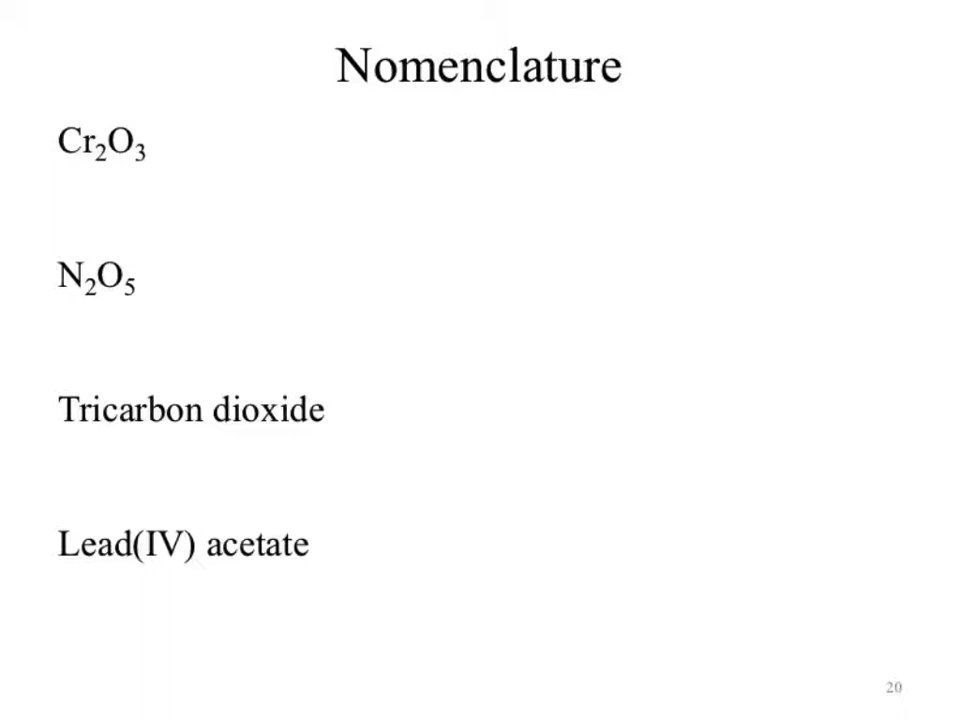 Nomenclature
Cr₂O₃
N₂O₅
Tricarbon dioxide
Lead(IV) acetate
20